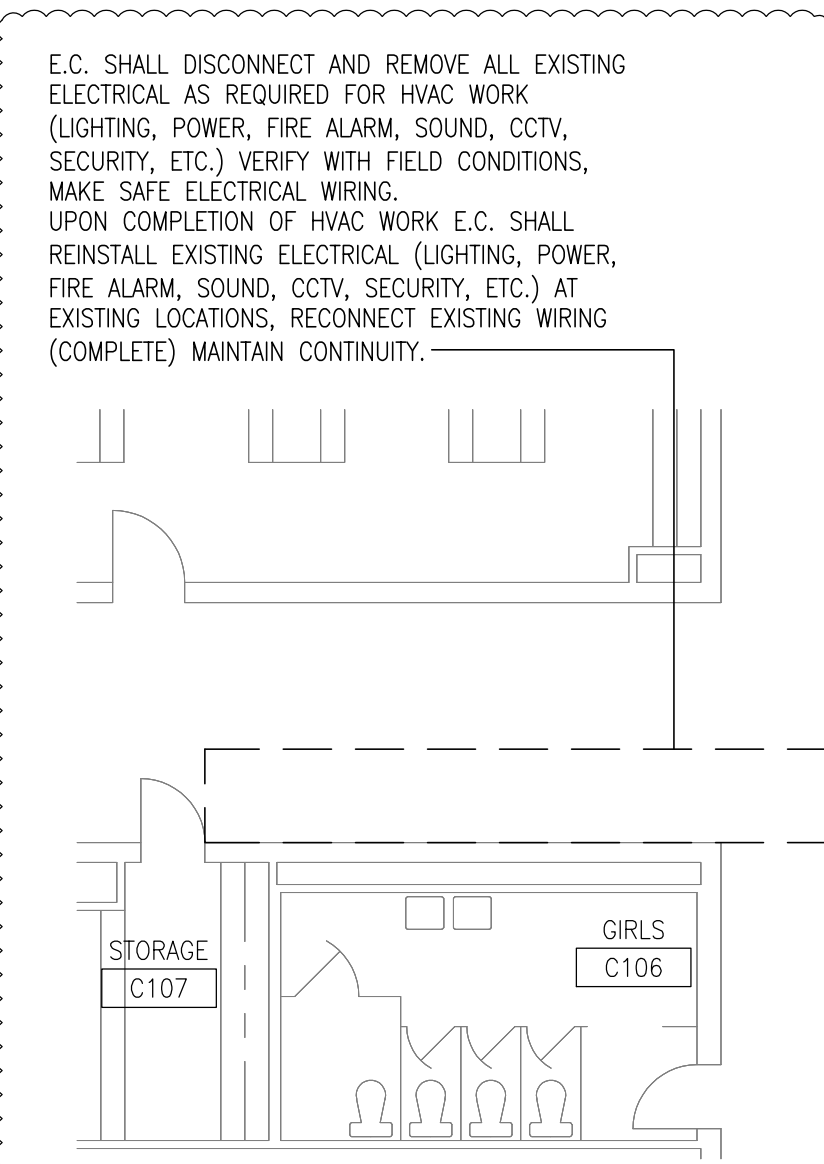 E.C. SHALL DISCONNECT AND REMOVE ALL EXISTING
ELECTRICAL AS REQUIRED FOR HVAC WORK
(LIGHTING, POWER, FIRE ALARM, SOUND, CCTV,
SECURITY, ETC.) VERIFY WITH FIELD CONDITIONS,
MAKE SAFE ELECTRICAL WIRING.
UPON COMPLETION OF HVAC WORK E.C. SHALL
REINSTALL EXISTING ELECTRICAL (LIGHTING, POWER,
FIRE ALARM, SOUND, CCTV, SECURITY, ETC.) AT
EXISTING LOCATIONS, RECONNECT EXISTING WIRING
(COMPLETE) MAINTAIN CONTINUITY.
STORAGE
C107
GIRLS
C106